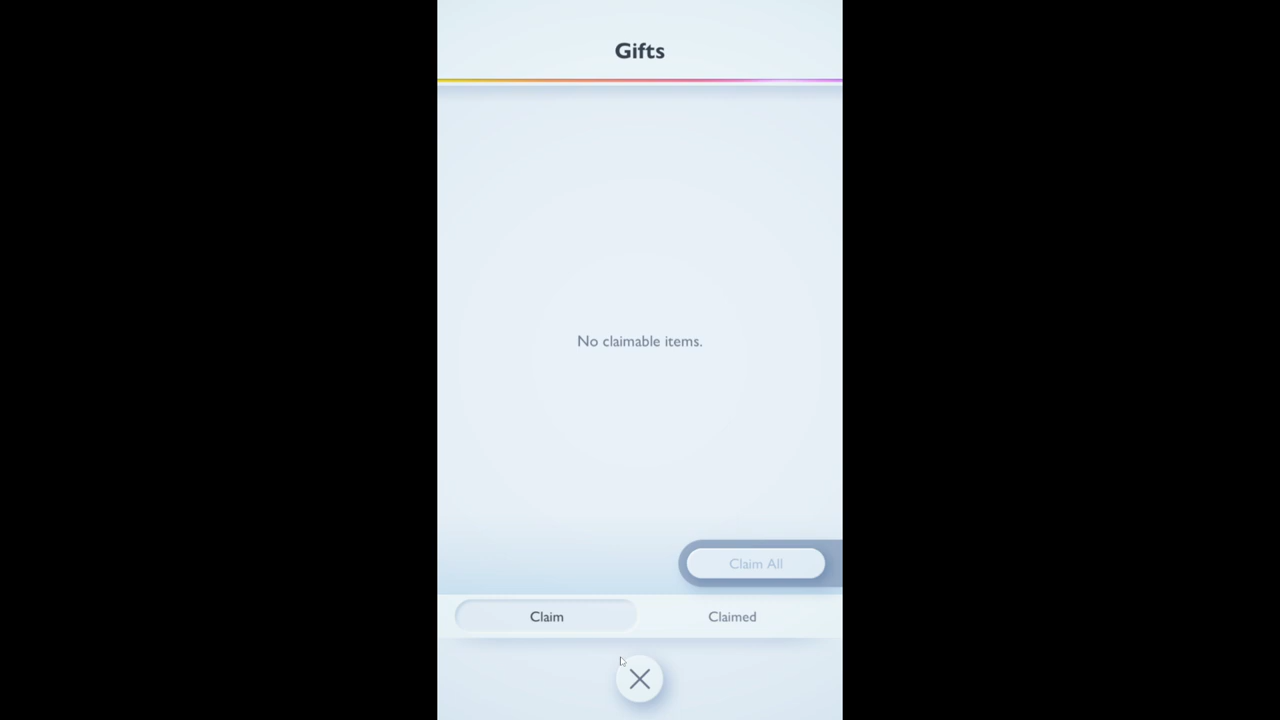 Gifts
No claimable items.
Claim All
Claim
Claimed